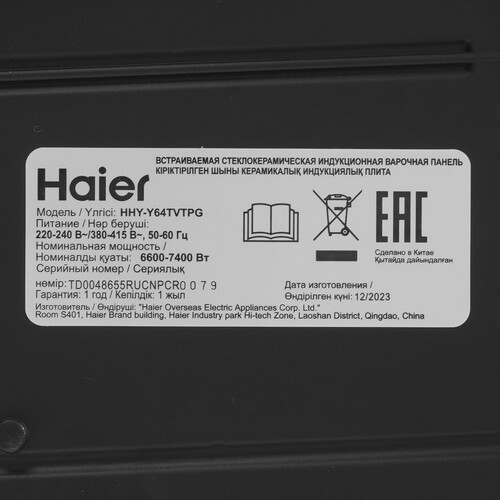 ВСТРАИВАЕМАЯ СТЕКЛОКЕРАМИЧЕСКАЯ ИНДУКЦИОННАЯ ВАРОЧНАЯ ПАНЕЛЬ
КІРІКТІРІЛГЕН ШЫНЫ КЕРАМИКАЛЫҚ ИНДУКЦИЯЛЫҚ ПЛИТА
Haier
Модель / Үлгісі: HHY-Y64TVTPG
Питание / Нәр беруші:
220-240 В~/380-415 В~, 50-60 Гц
Номинальная мощность /
Номиналды қуаты: 6600-7400 Вт
Серийный номер / Сериялық
нөмір: TD0048655RUCNPCR0 0 7 9
Гарантия: 1 год / Кепілдік: 1 жыл
Дата изготовления /
Өндірілген күні: 12/2023
EAC
Сделано в Китае
Қытайда дайындалған
Изготовитель / Өндіруші: "Haier Overseas Electric Appliances Corp. Ltd."
Room S401, Haier Brand building, Haier Industry park Hi-tech Zone, Laoshan District, Qingdao, China